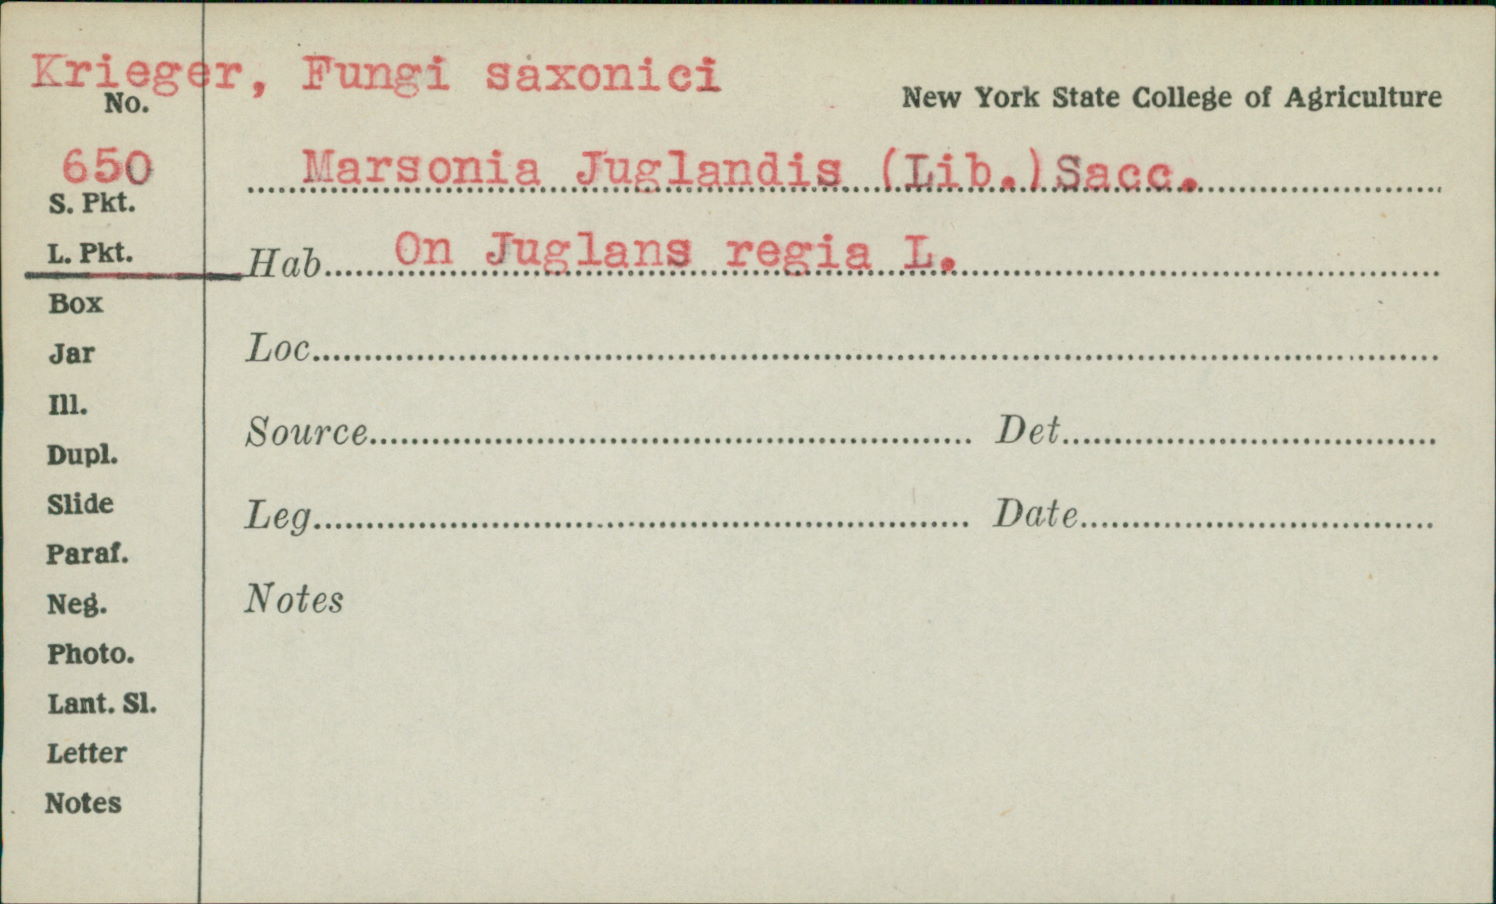 Krieger, Fungi saxonici
No.
New York State College of Agriculture
650
Marsonia Juglandis (Lib.)Sacc.
S. Pkt.
L. Pkt.
Hab. On Juglans regia L.
Box
Jar
Loc.
Ill.
Source
Det.
Dupl.
Slide
Leg.
Date
Paraf.
Neg.
Notes
Photo.
Lant. Sl.
Letter
Notes